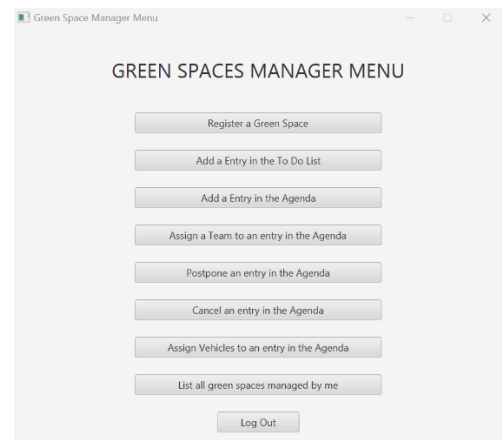 Green Space Manager Menu
GREEN SPACES MANAGER MENU
Register a Green Space
Add a Entry in the To Do List
Add a Entry in the Agenda
Assign a Team to an entry in the Agenda
Postpone an entry in the Agenda
Cancel an entry in the Agenda
Assign Vehicles to an entry in the Agenda
List all green spaces managed by me
Log Out